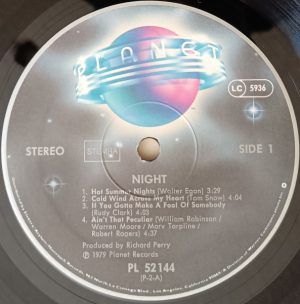 PLANET
LC 5936
STEREO
STEMRA
SIDE 1
NIGHT
1. Hot Summer Nights (Walter Egan) 3:29
2. Cold Wind Across My Heart (Tom Snow) 4:04
3. If You Gotta Make A Fool Of Somebody
(Rudy Clark) 3:21
4. Ain't That Peculiar (William Robinson/
Warren Moore/ Marv Tarplin/
Robert Rogers) 4:37
Produced by Richard Perry
℗ 1979 Planet Records
PL 52144
(P-2-A)